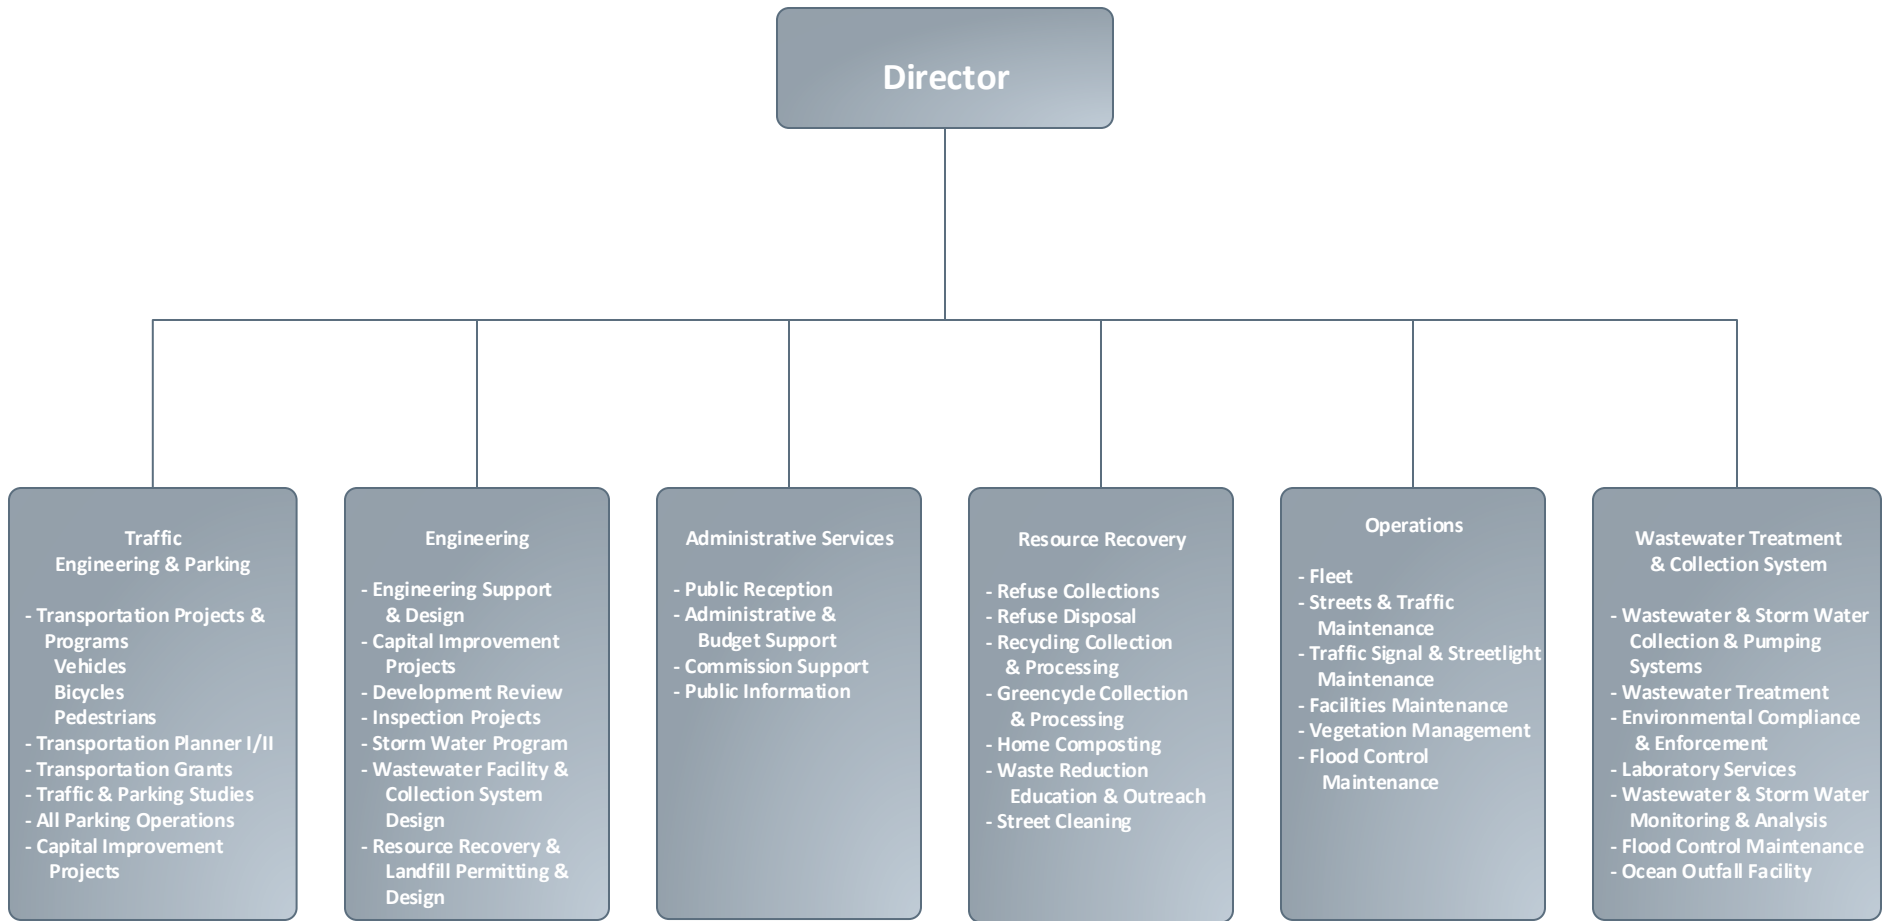 Director
Traffic
Engineering & Parking
- Transportation Projects &
Programs
Vehicles
Bicycles
Pedestrians
- Transportation Planner I/II
- Transportation Grants
- Traffic & Parking Studies
- All Parking Operations
- Capital Improvement
Projects
Engineering
- Engineering Support
& Design
- Capital Improvement
Projects
- Development Review
- Inspection Projects
- Storm Water Program
- Wastewater Facility &
Collection System
Design
- Resource Recovery &
Landfill Permitting &
Design
Administrative Services
- Public Reception
- Administrative &
Budget Support
- Commission Support
- Public Information
Resource Recovery
- Refuse Collections
- Refuse Disposal
- Recycling Collection
& Processing
- Greencycle Collection
& Processing
- Home Composting
- Waste Reduction
Education & Outreach
- Street Cleaning
Operations
- Fleet
- Streets & Traffic
Maintenance
- Traffic Signal & Streetlight
Maintenance
- Facilities Maintenance
- Vegetation Management
- Flood Control
Maintenance
Wastewater Treatment
& Collection System
- Wastewater & Storm Water
Collection & Pumping
Systems
- Wastewater Treatment
- Environmental Compliance
& Enforcement
- Laboratory Services
- Wastewater & Storm Water
Monitoring & Analysis
- Flood Control Maintenance
- Ocean Outfall Facility